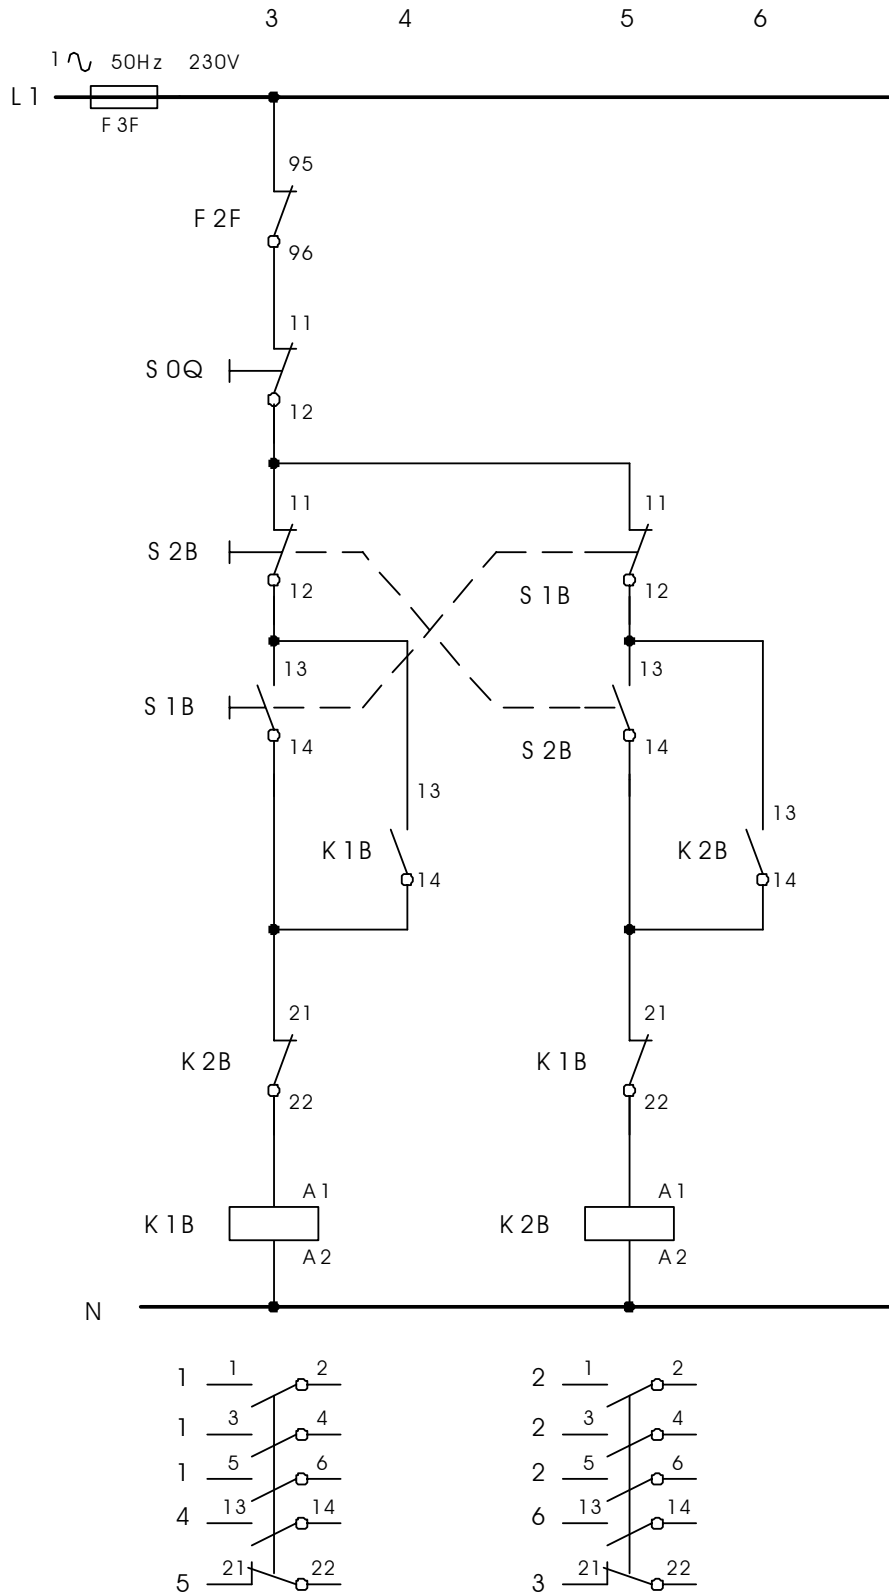 3 4 5 6
1 50Hz 230V
L1
F3F
95
F2F
96
11
S0Q
12
11 11
S2B
12 S1B 12
13 13
S1B
14 S2B 14
13 13
K1B K2B
14 14
21 21
K2B K1B
22 22
A1 A1
K1B K2B
A2 A2
N
1 1 2 2 1 2
1 3 4 2 3 4
1 5 6 2 5 6
4 13 14 6 13 14
5 21 22 3 21 22